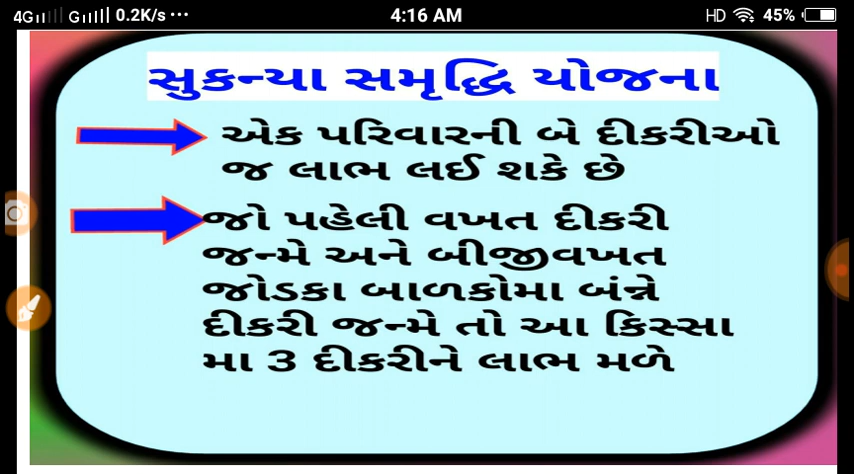 4G G 0.2K/s ··· 4:16 AM HD 45%
સુકન્યા સમૃદ્ધિ યોજના
એક પરિવારની બે દીકરીઓ
જ લાભ લઈ શકે છે
જો પહેલી વખત દીકરી
જન્મે અને બીજીવખત
જોડકા બાળકોમા બંન્ને
દીકરી જન્મે તો આ કિસ્સા
મા 3 દીકરીને લાભ મળે